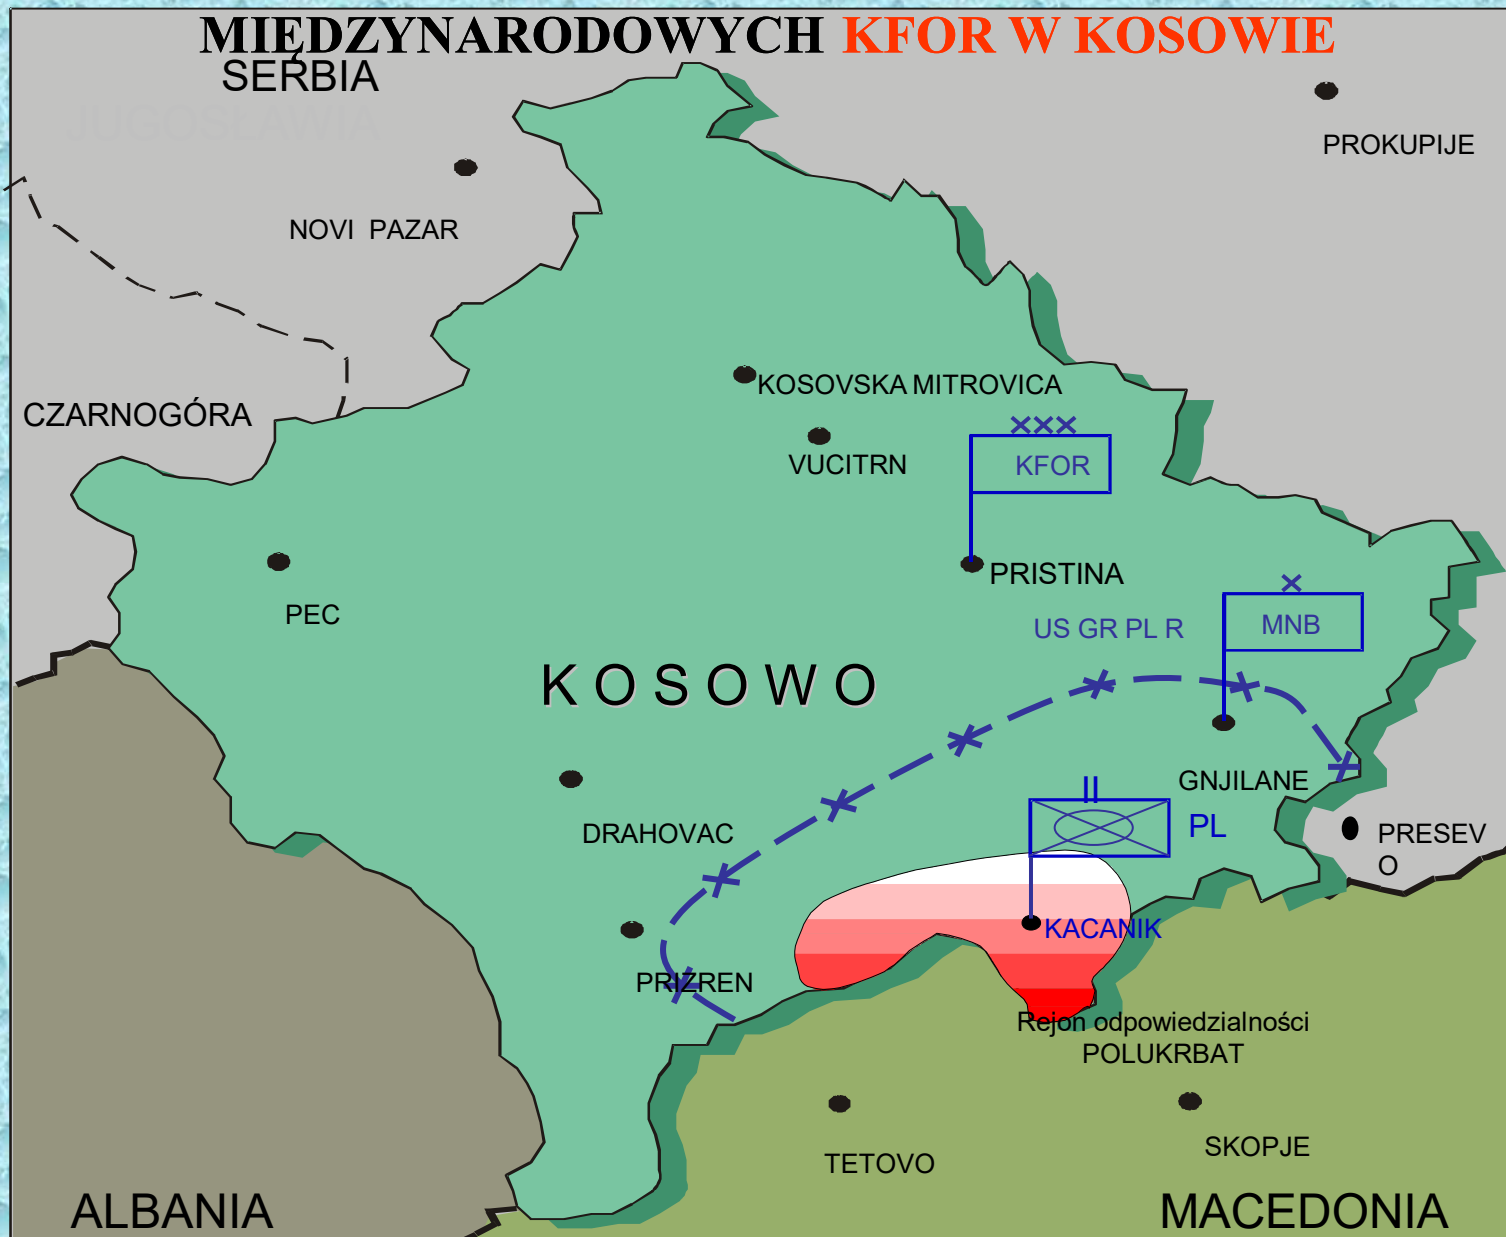 MIĘDZYNARODOWYCH KFOR W KOSOWIE
SERBIA
JUGOSŁAWIA
PROKUPIJE
NOVI PAZAR
KOSOVSKA MITROVICA
CZARNOGÓRA
VUCITRN
KFOR
PRISTINA
PEC
US GR PL R
MNB
KOSOWO
GNJILANE
DRAHOVAC
PL
PRESEV
O
KACANIK
PRIZREN
Rejon odpowiedzialności
POLUKRBAT
TETOVO
SKOPJE
ALBANIA
MACEDONIA